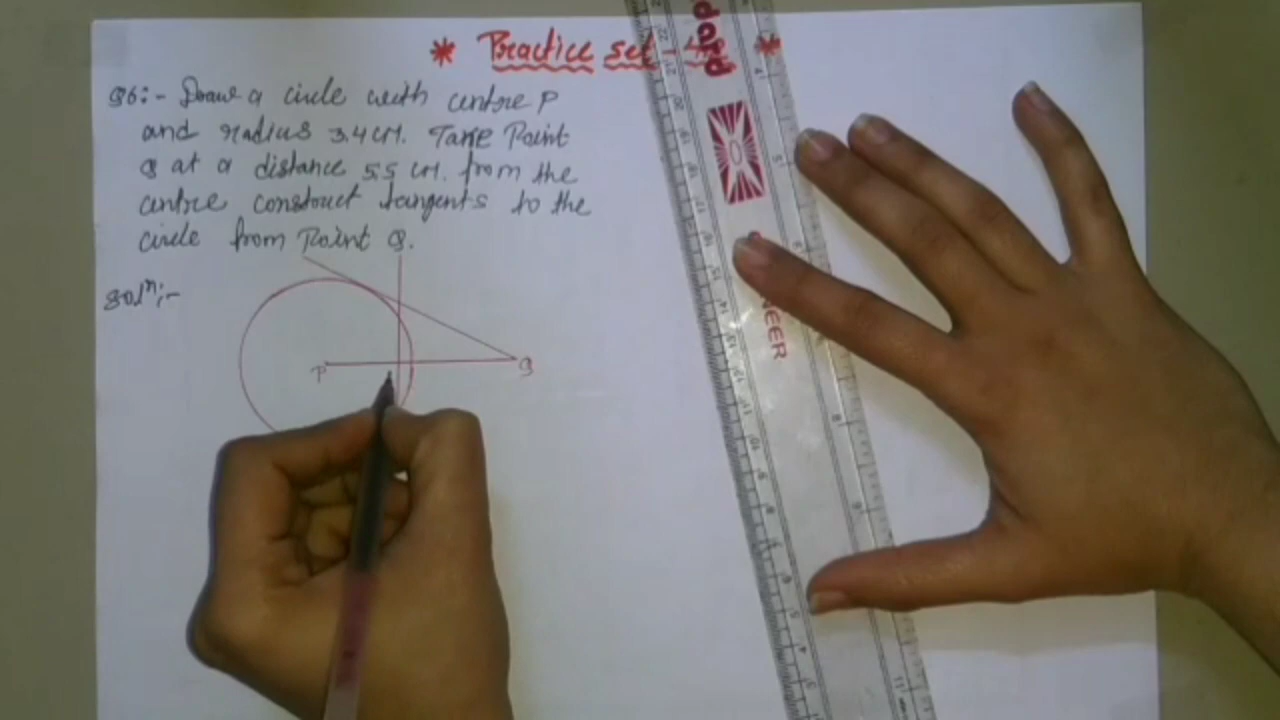 * Practice set - *
Q6:- Draw a circle with centre P
and radius 3.4 cm. Take Point
Q at a distance 5.5 cm. from the
centre construct tangents to the
circle from Point Q.
Solⁿ:-
P
Q